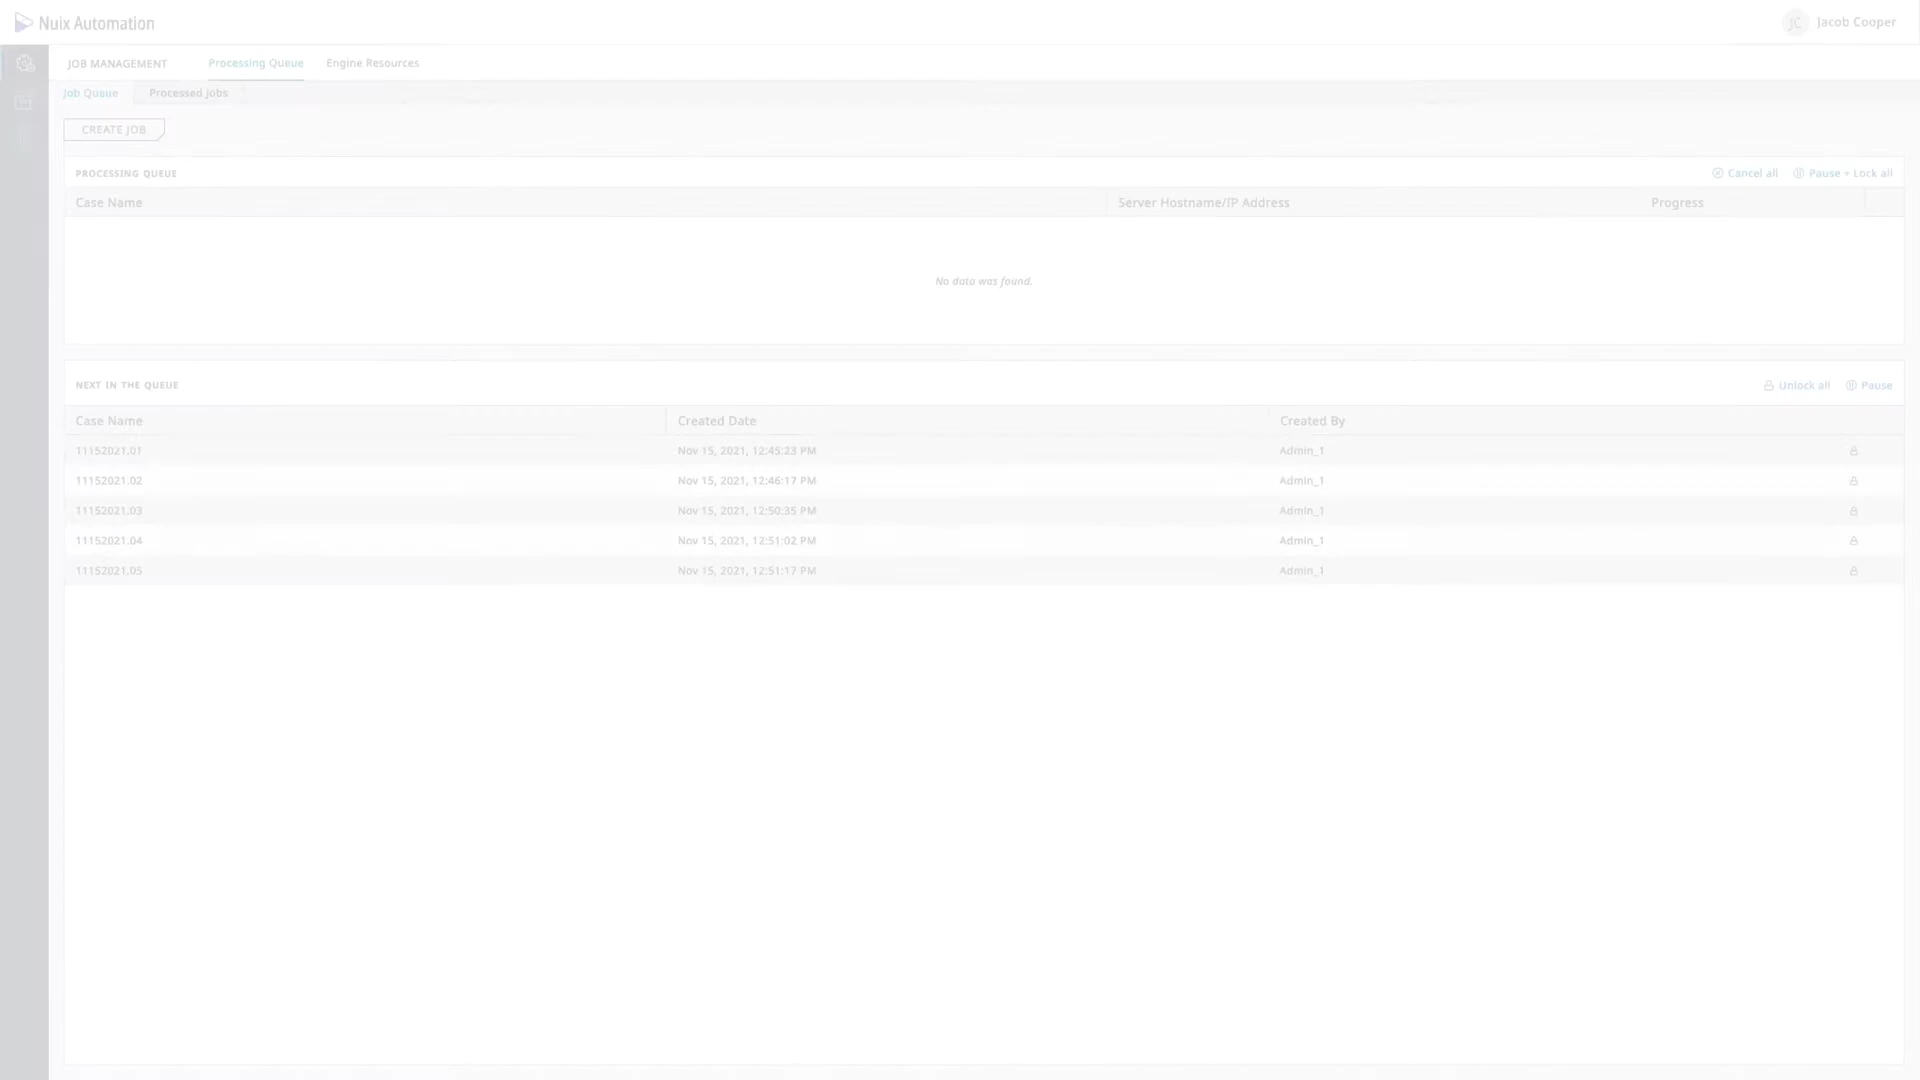 Nuix Automation
JC Jacob Cooper
JOB MANAGEMENT Processing Queue Engine Resources
Job Queue Processed jobs
CREATE JOB
PROCESSING QUEUE Cancel all Pause + Lock all
Case Name Server Hostname/IP Address Progress
No data was found.
NEXT IN THE QUEUE Unlock all Pause
Case Name Created Date Created By
11152021.01 Nov 15, 2021, 12:45:23 PM Admin_1
11152021.02 Nov 15, 2021, 12:46:17 PM Admin_1
11152021.03 Nov 15, 2021, 12:50:35 PM Admin_1
11152021.04 Nov 15, 2021, 12:51:02 PM Admin_1
11152021.05 Nov 15, 2021, 12:51:17 PM Admin_1